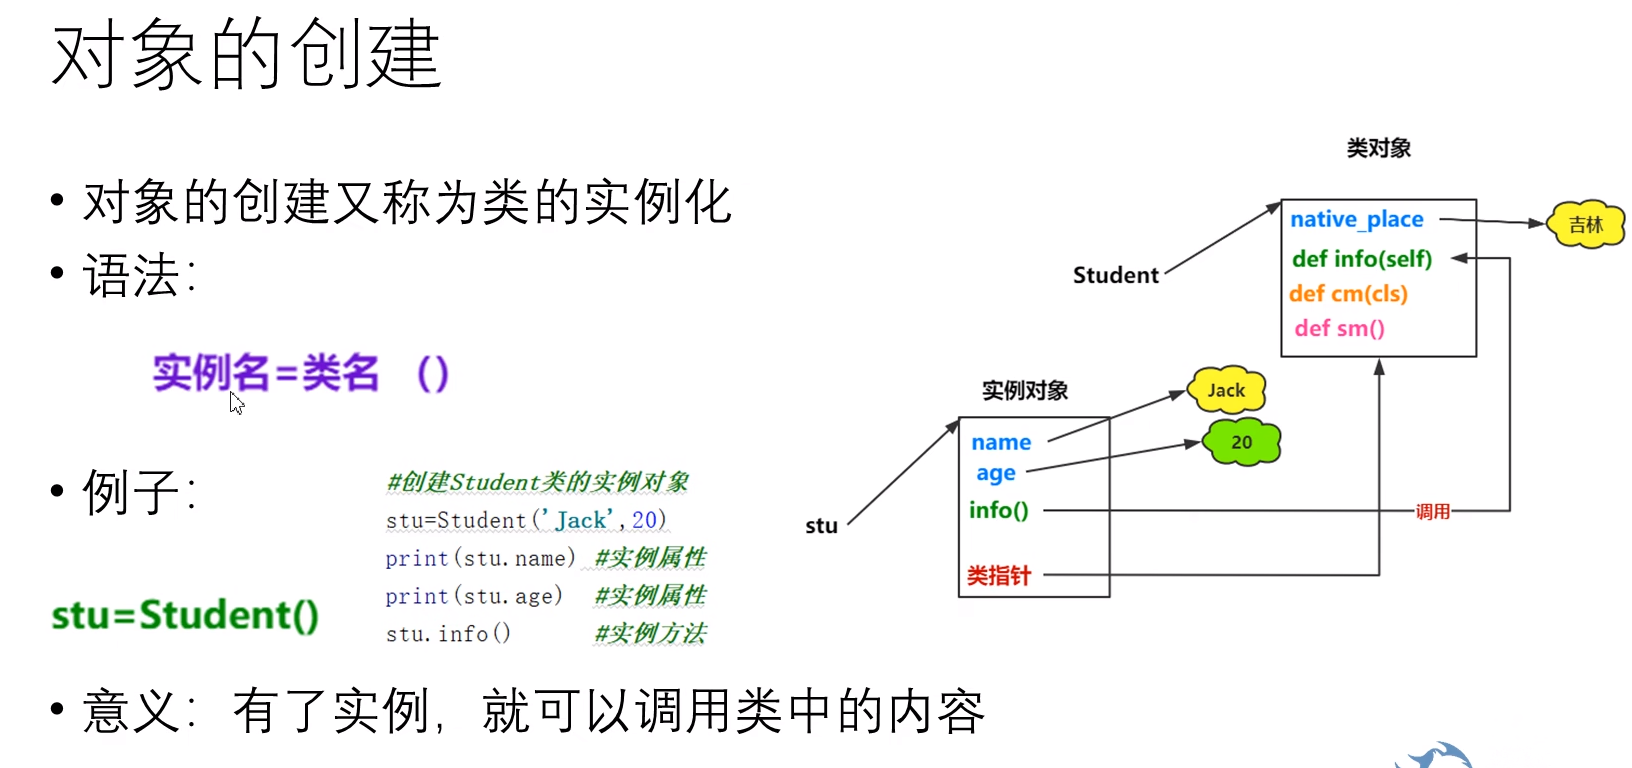 对象的创建
• 对象的创建又称为类的实例化
• 语法：
实例名=类名 （）
• 例子：
stu=Student()
#创建Student类的实例对象
stu=Student('Jack',20)
print(stu.name) #实例属性
print(stu.age) #实例属性
stu.info() #实例方法
• 意义：有了实例，就可以调用类中的内容
类对象
Student
native_place
吉林
def info(self)
def cm(cls)
def sm()
实例对象
stu
name
Jack
age
20
info()
调用
类指针